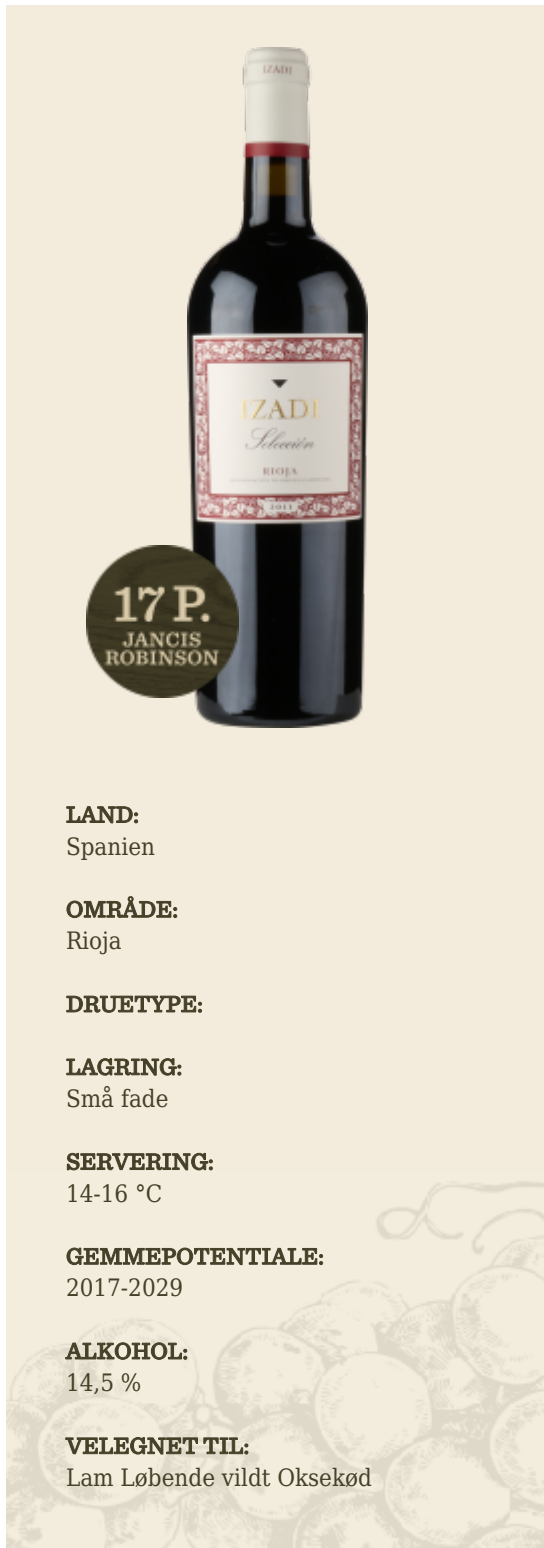 IZADI
IZADI
Selección
RIOJA
17 P.
JANCIS
ROBINSON
LAND:
Spanien
OMRÅDE:
Rioja
DRUETYPE:
LAGRING:
Små fade
SERVERING:
14-16 °C
GEMMEPOTENTIALE:
2017-2029
ALKOHOL:
14,5 %
VELEGNET TIL:
Lam Løbende vildt Oksekød